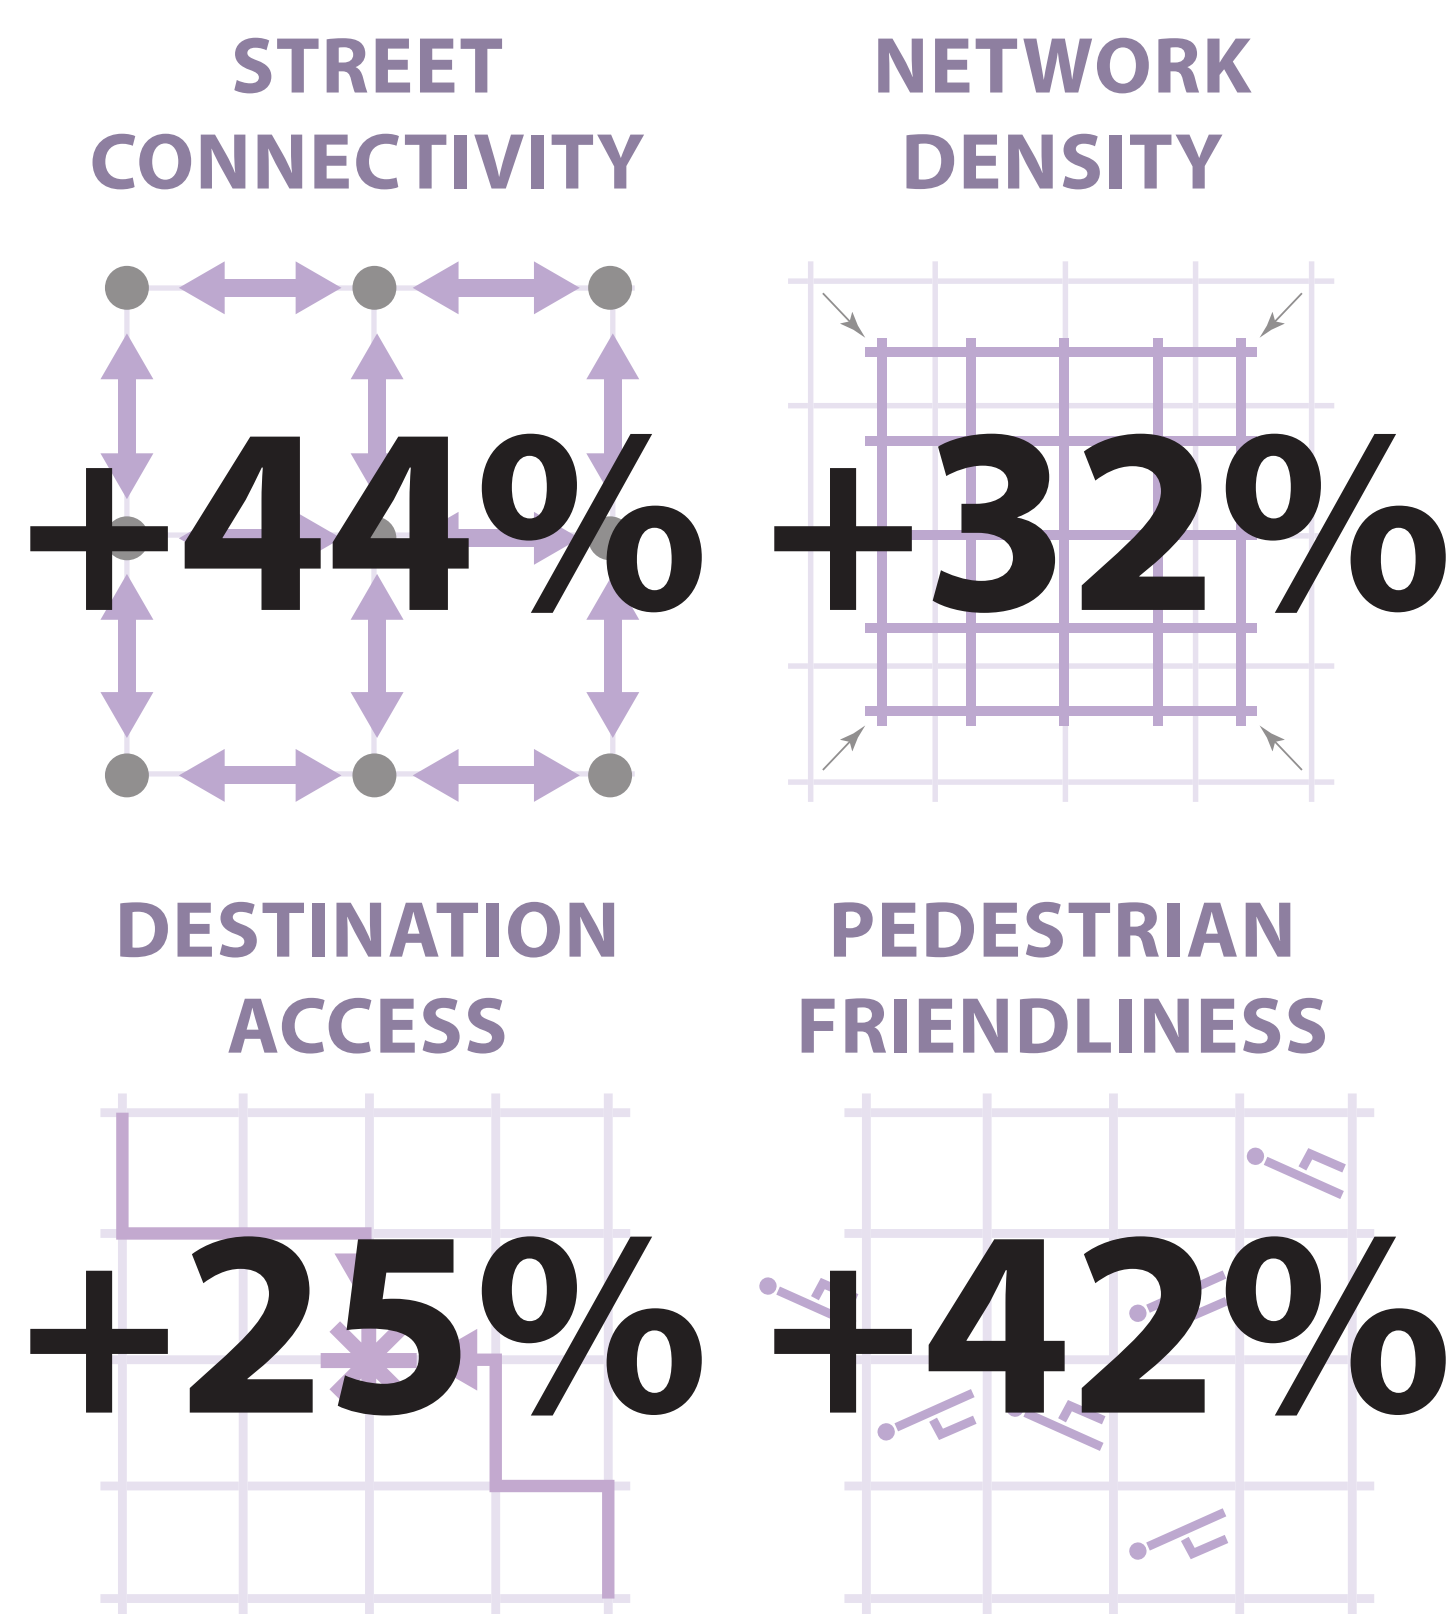 STREET
CONNECTIVITY
+44%
NETWORK
DENSITY
+32%
DESTINATION
ACCESS
+25%
PEDESTRIAN
FRIENDLINESS
+42%